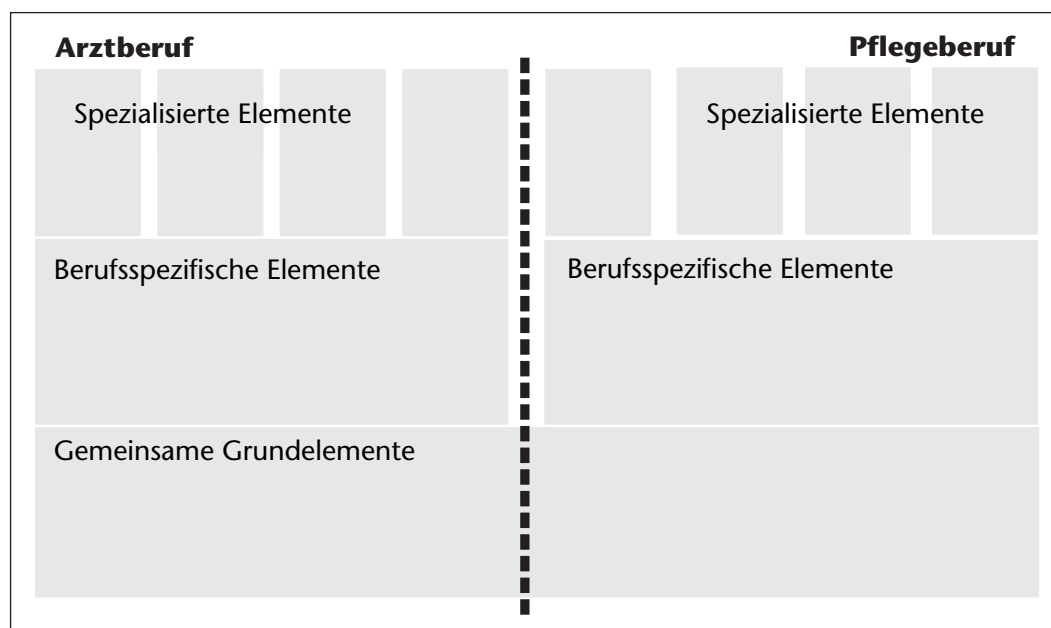 Arztberuf
Pflegeberuf
Spezialisierte Elemente
Spezialisierte Elemente
Berufsspezifische Elemente
Berufsspezifische Elemente
Gemeinsame Grundelemente